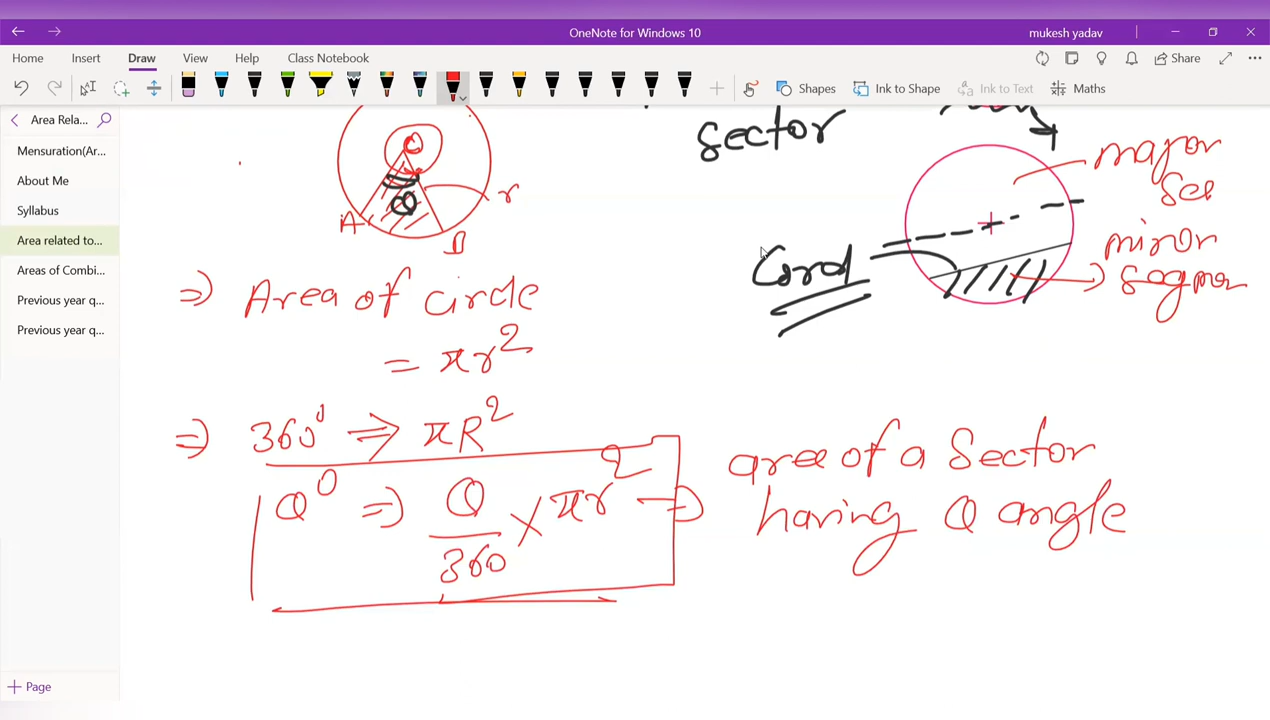 OneNote for Windows 10
mukesh yadav
Home
Insert
Draw
View
Help
Class Notebook
Share
Shapes
Ink to Shape
Ink to Text
Maths
Area Rela...
Mensuration(Ar...
About Me
Syllabus
Area related to...
Areas of Combi...
Previous year q...
Previous year q...
Page
O
θ
A
B
r
sector
major
Se
minor
Cord
⇒ Area of circle
= πr²
⇒ 360° ⇒ πR²
θ° ⇒ θ/360 × πr² → area of a Sector
having θ angle